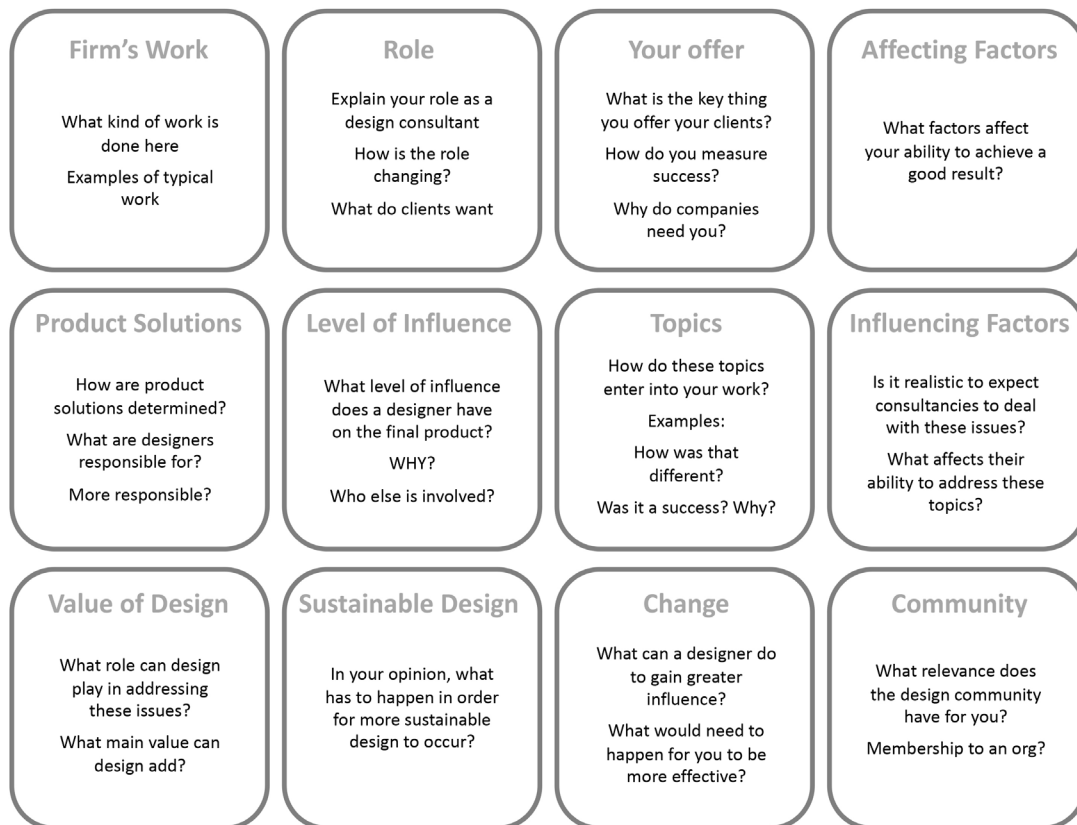 Firm's Work
What kind of work is
done here
Examples of typical
work
Role
Explain your role as a
design consultant
How is the role
changing?
What do clients want
Your offer
What is the key thing
you offer your clients?
How do you measure
success?
Why do companies
need you?
Affecting Factors
What factors affect
your ability to achieve a
good result?
Product Solutions
How are product
solutions determined?
What are designers
responsible for?
More responsible?
Level of Influence
What level of influence
does a designer have
on the final product?
WHY?
Who else is involved?
Topics
How do these topics
enter into your work?
Examples:
How was that
different?
Was it a success? Why?
Influencing Factors
Is it realistic to expect
consultancies to deal
with these issues?
What affects their
ability to address these
topics?
Value of Design
What role can design
play in addressing
these issues?
What main value can
design add?
Sustainable Design
In your opinion, what
has to happen in order
for more sustainable
design to occur?
Change
What can a designer do
to gain greater
influence?
What would need to
happen for you to be
more effective?
Community
What relevance does
the design community
have for you?
Membership to an org?